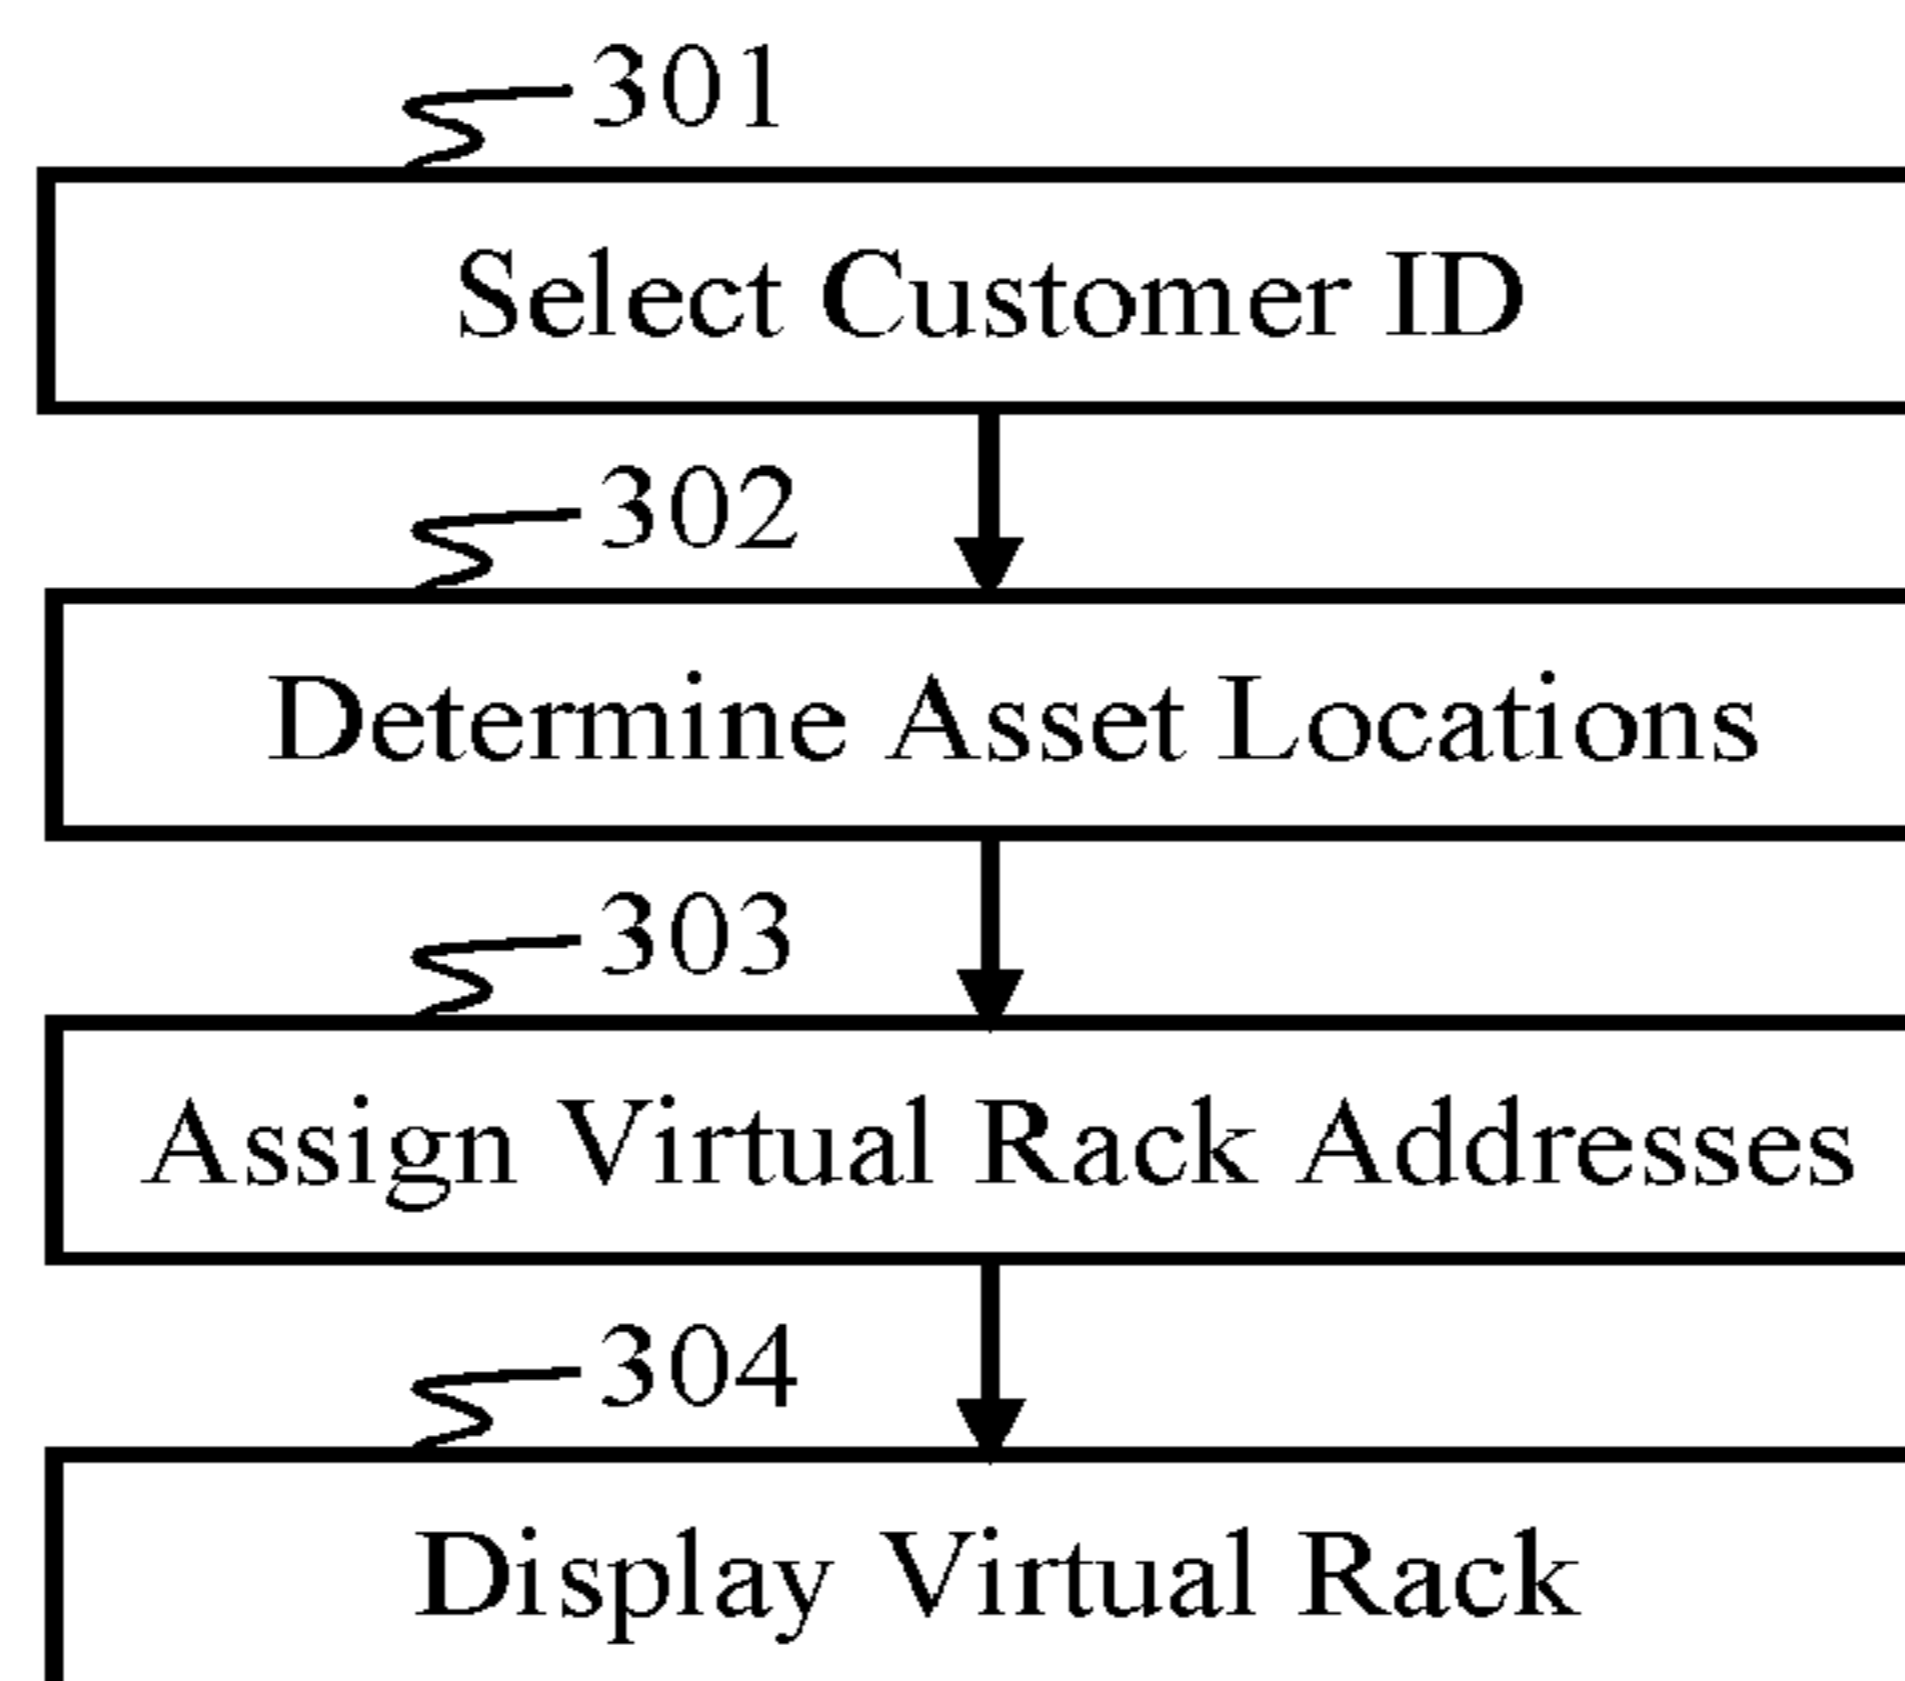 301
Select Customer ID
302
Determine Asset Locations
303
Assign Virtual Rack Addresses
304
Display Virtual Rack